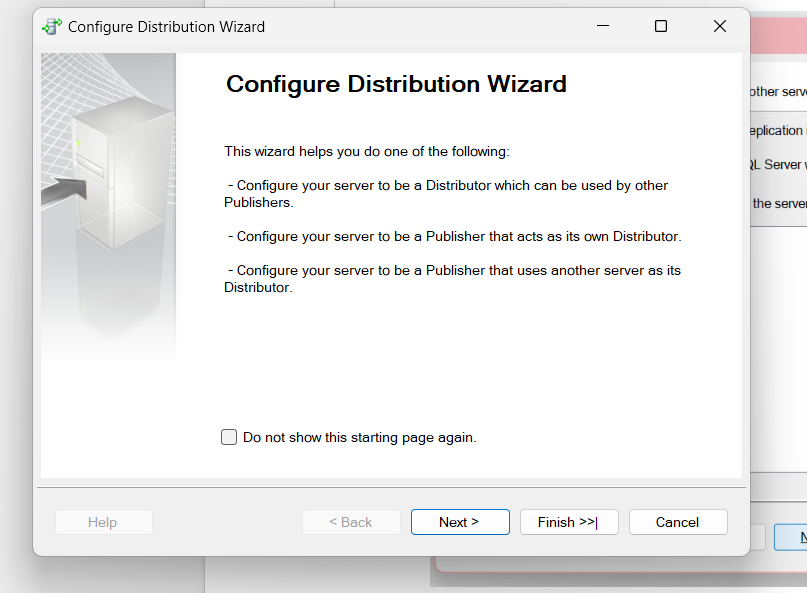 Configure Distribution Wizard
Configure Distribution Wizard
This wizard helps you do one of the following:
- Configure your server to be a Distributor which can be used by other
Publishers.
- Configure your server to be a Publisher that acts as its own Distributor.
- Configure your server to be a Publisher that uses another server as its
Distributor.
Do not show this starting page again.
Help
< Back
Next >
Finish >>|
Cancel
other serv
eplication
QL Server
the server
N